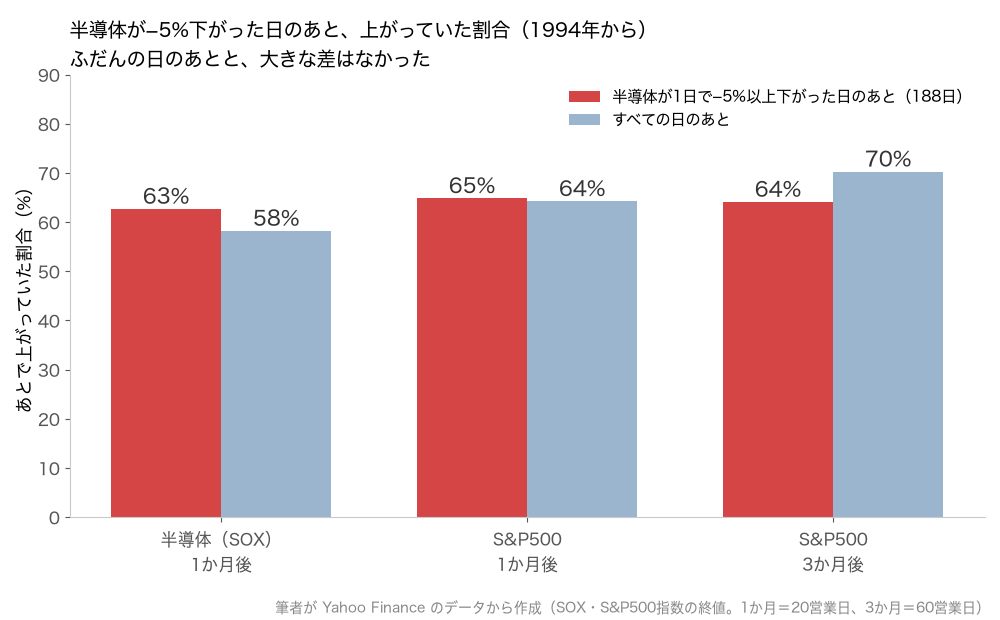 半導体が−5%下がった日のあと、上がっていた割合（1994年から）
ふだんの日のあとと、大きな差はなかった
半導体が1日で−5%以上下がった日のあと（188日）
すべての日のあと
あとで上がっていた割合（%）
90
80
70
60
50
40
30
20
10
0
63%
58%
65%
64%
64%
70%
半導体（SOX）
1か月後
S&P500
1か月後
S&P500
3か月後
筆者が Yahoo Finance のデータから作成（SOX・S&P500指数の終値。1か月＝20営業日、3か月＝60営業日）